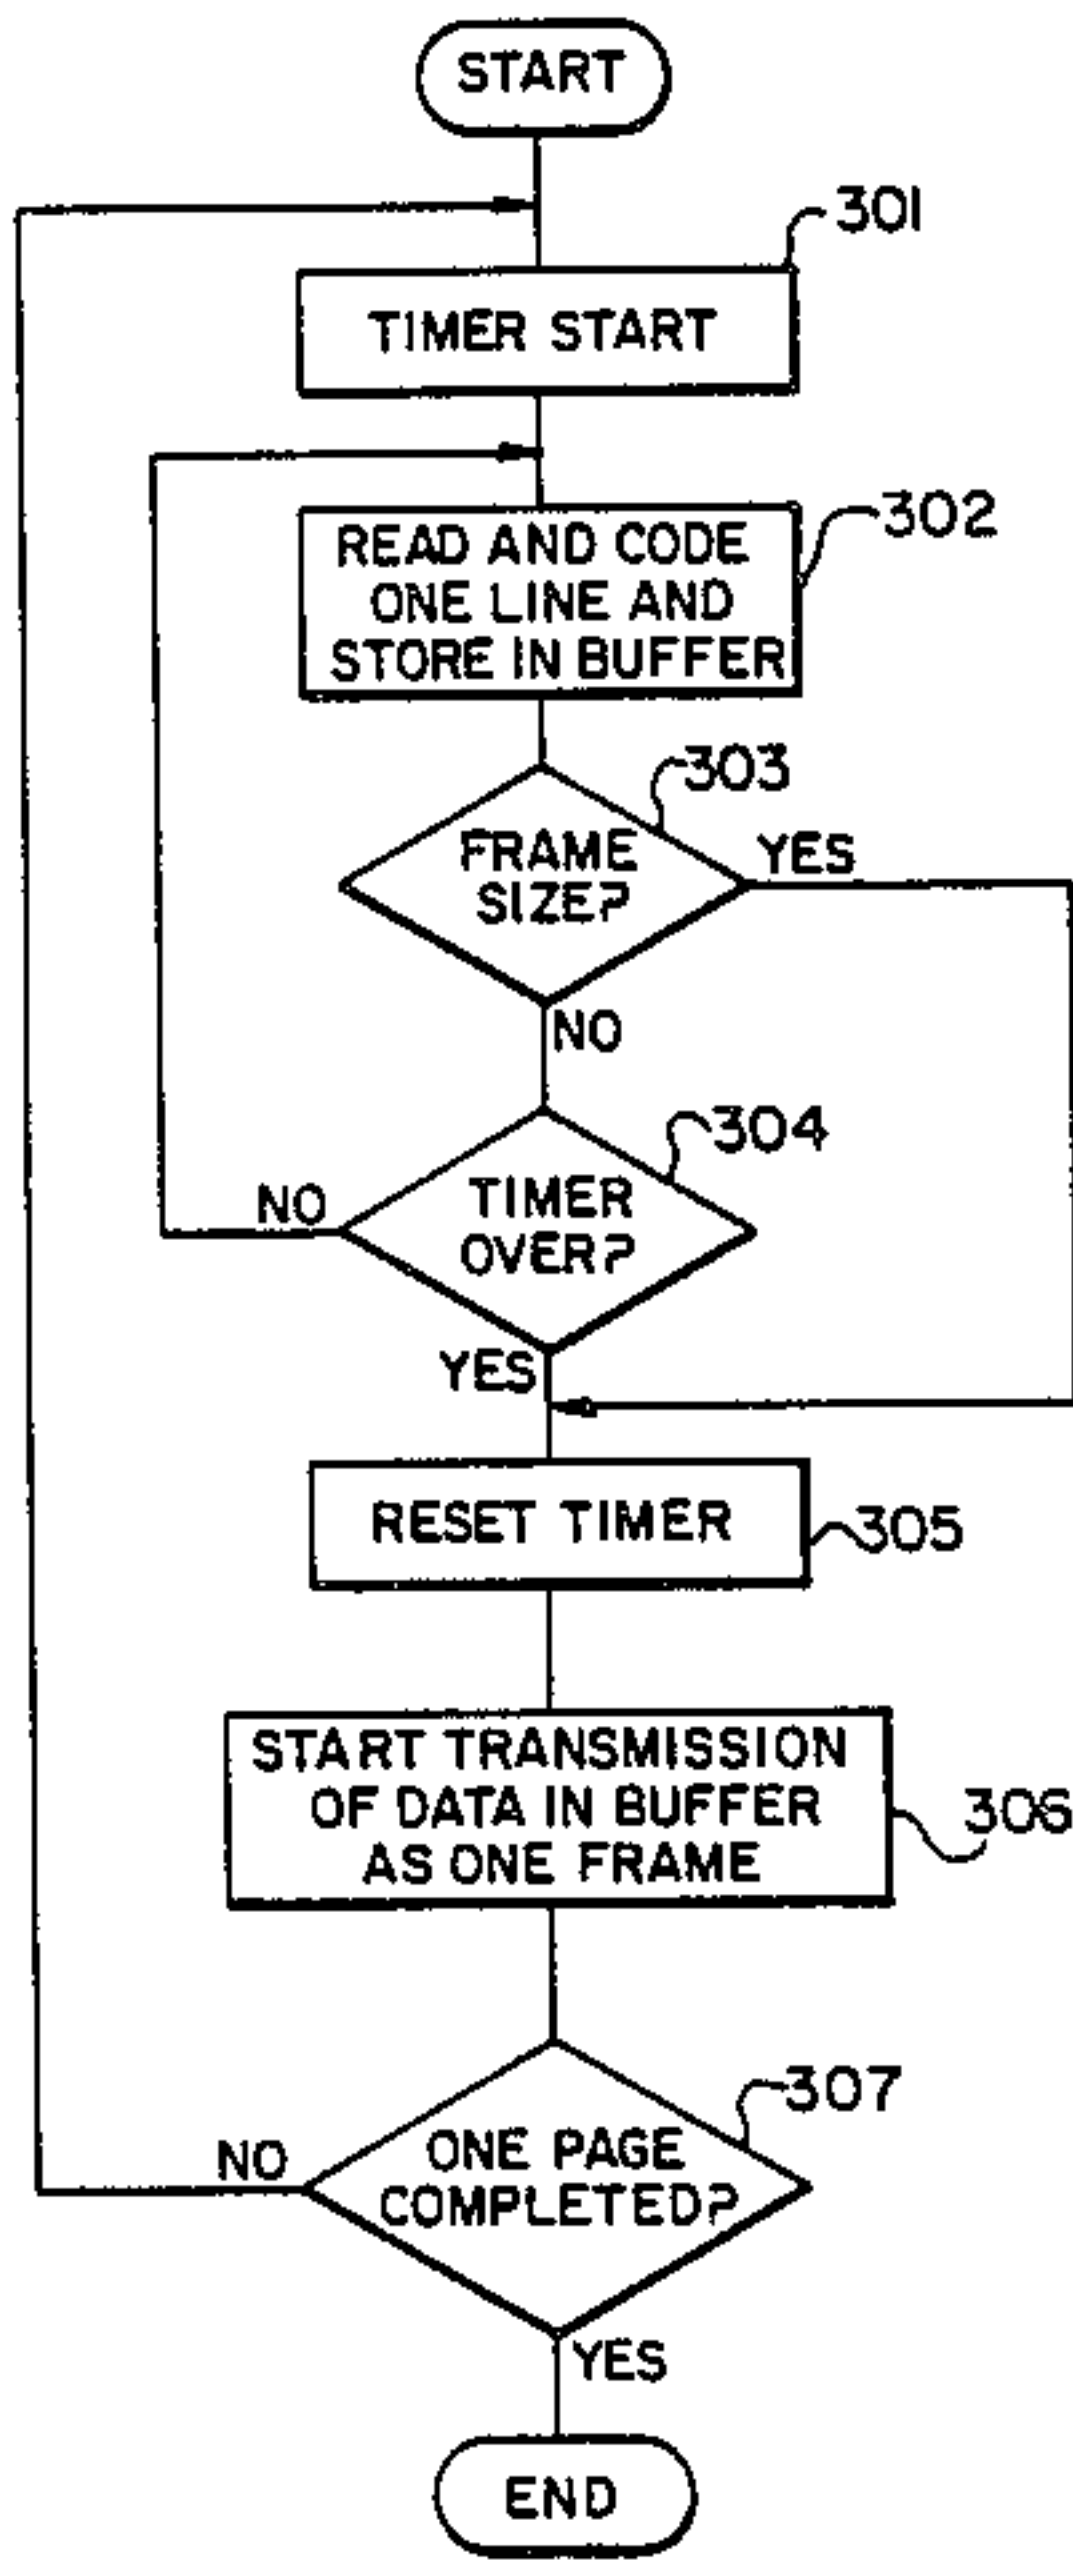 START
301
TIMER START
302
READ AND CODE
ONE LINE AND
STORE IN BUFFER
303
FRAME
SIZE?
YES
NO
304
TIMER
OVER?
NO
YES
RESET TIMER
305
START TRANSMISSION
OF DATA IN BUFFER
AS ONE FRAME
306
307
ONE PAGE
COMPLETED?
NO
YES
END